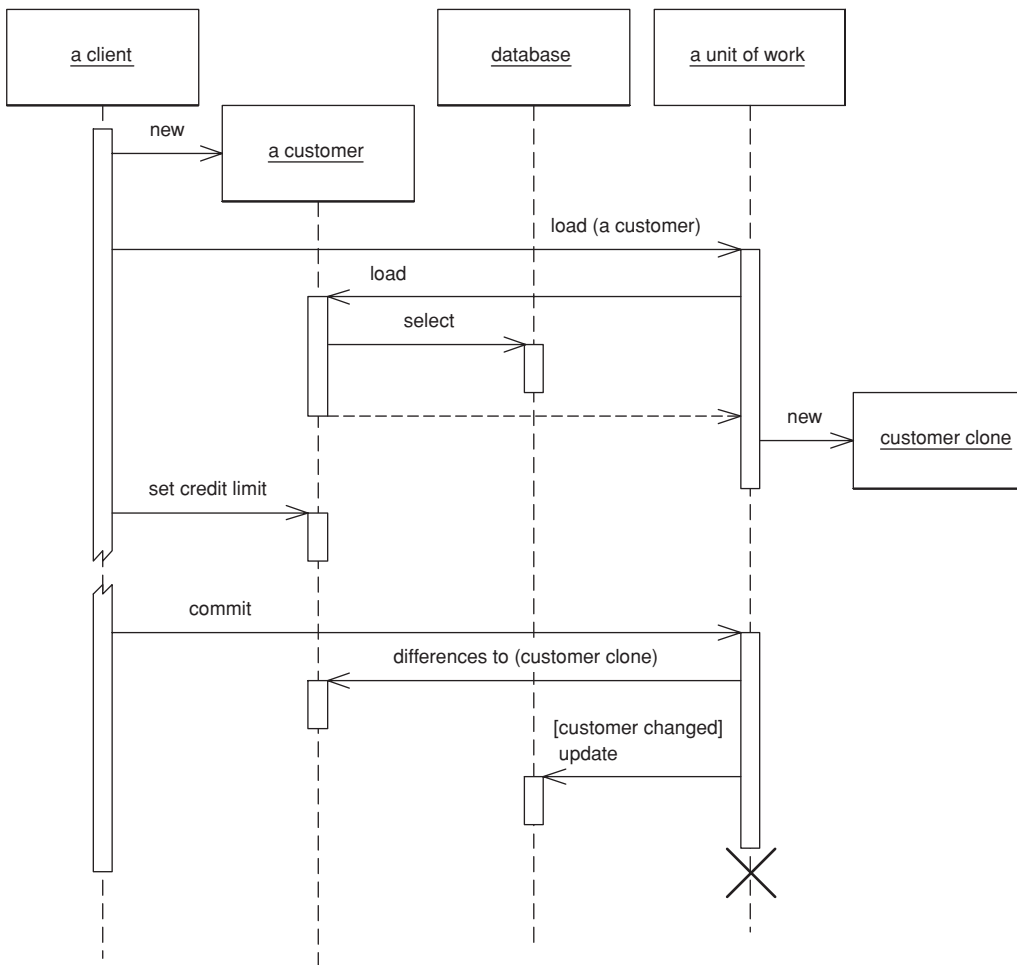 a client
database
a unit of work
new
a customer
load (a customer)
load
select
new
customer clone
set credit limit
commit
differences to (customer clone)
[customer changed]
update